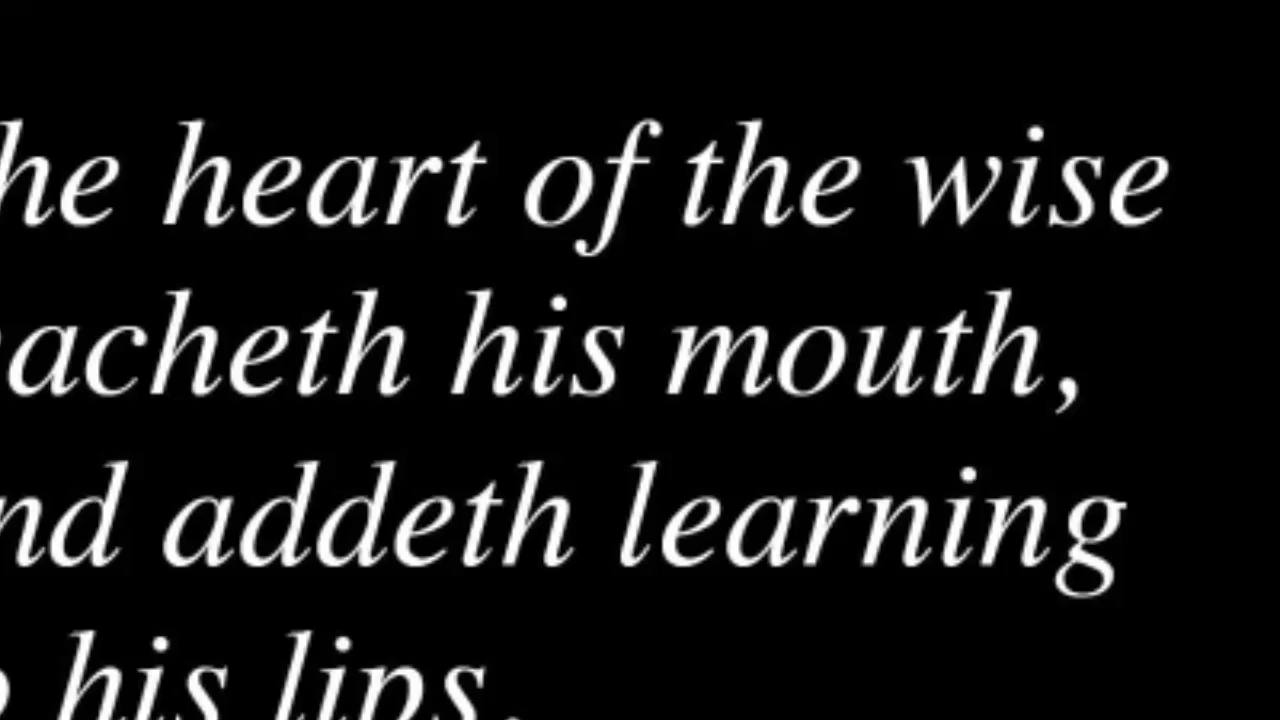 he heart of the wise
acheth his mouth,
nd addeth learning
his lips.